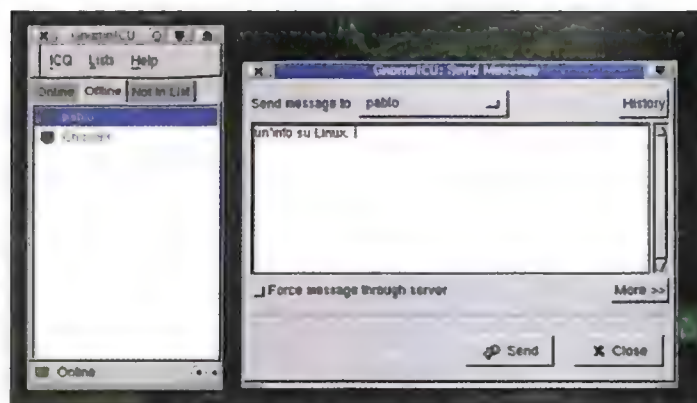 GnomeICU
ICQ Lists Help
Online Offline Not in List
pablo
Online
GnomeICU: Send Message
Send message to pablo
History
un'info su Linux.
Force message through server
More >>
Send
Close